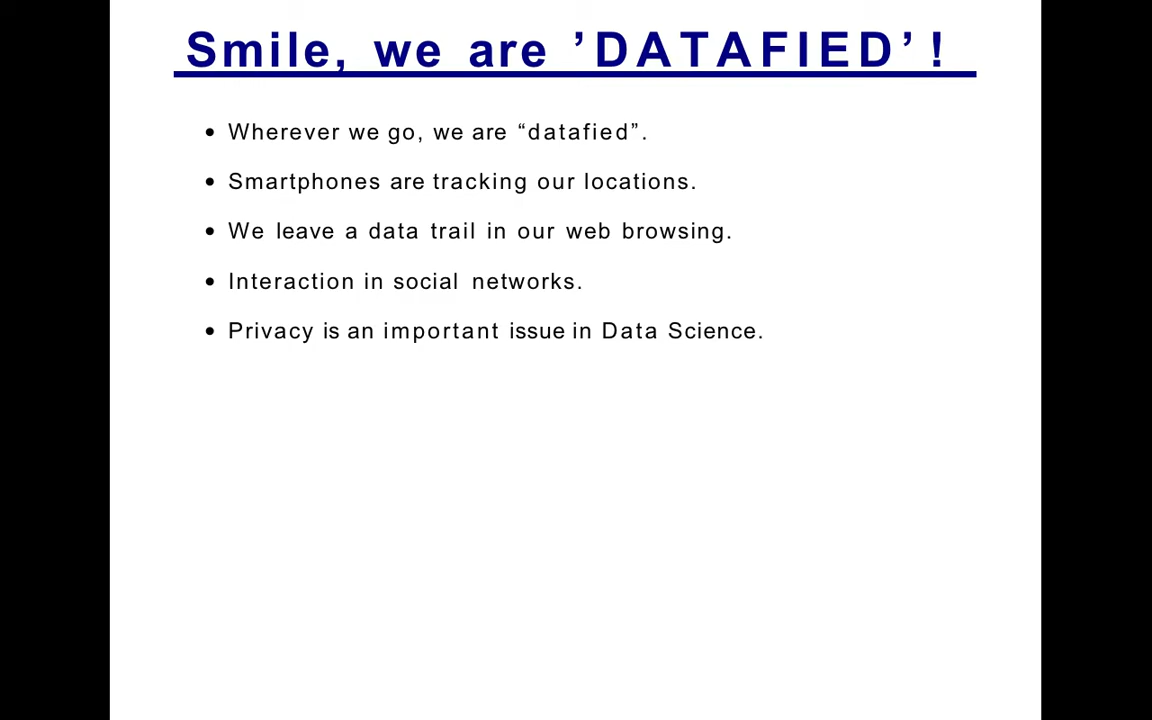 Smile, we are ’DATAFIED’!
• Wherever we go, we are “datafied”.
• Smartphones are tracking our locations.
• We leave a data trail in our web browsing.
• Interaction in social networks.
• Privacy is an important issue in Data Science.